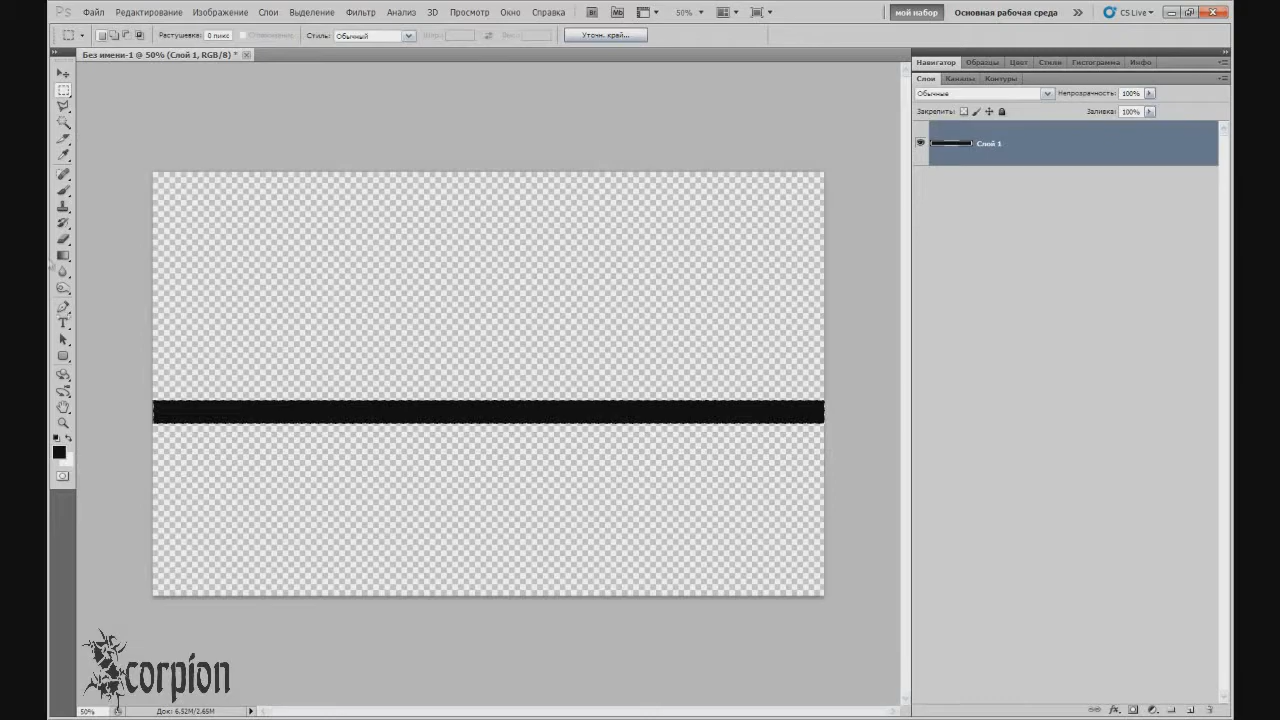 Ps Файл Редактирование Изображение Слои Выделение Фильтр Анализ 3D Просмотр Окно Справка Br Mb 50% мой набор Основная рабочая среда CS Live
Растушевка: 0 пикс Стиль: Обычный Уточн. край...
Без имени-1 @ 50% (Слой 1, RGB/8) *
Навигатор Образцы Цвет Стили Гистограмма Инфо
Слои Каналы Контуры
Обычные Непрозрачность: 100%
Закрепить: Заливка: 100%
Слой 1
Scorpion
50% Док: 6.52M/2.65M